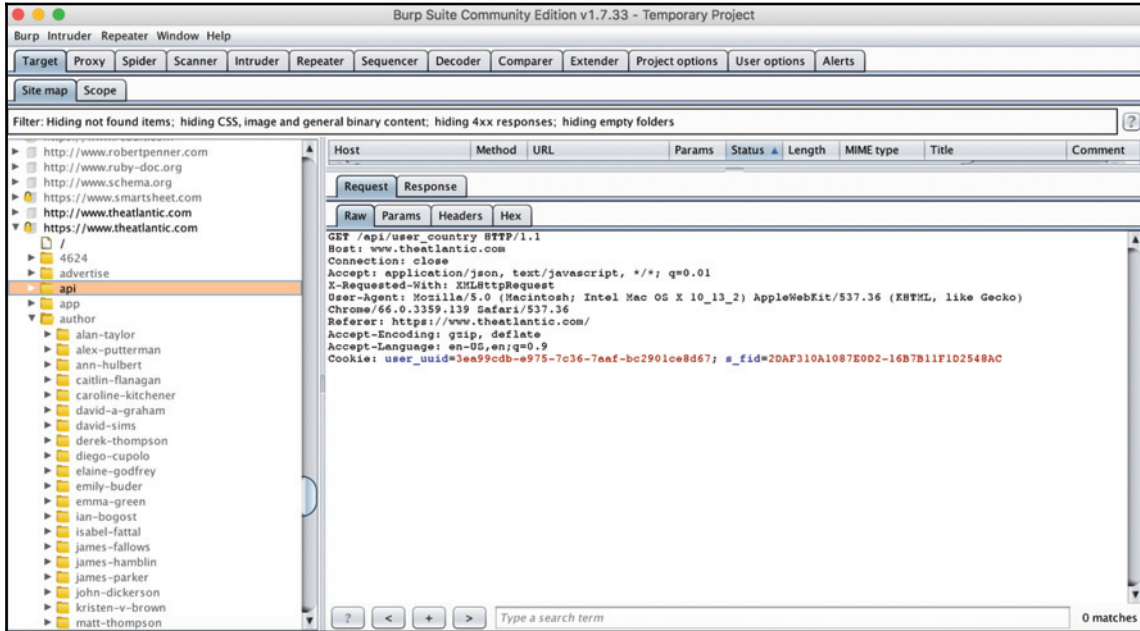 Burp Suite Community Edition v1.7.33 - Temporary Project
Burp Intruder Repeater Window Help
Target Proxy Spider Scanner Intruder Repeater Sequencer Decoder Comparer Extender Project options User options Alerts
Site map Scope
Filter: Hiding not found items; hiding CSS, image and general binary content; hiding 4xx responses; hiding empty folders ?
http://www.robertpenner.com
http://www.ruby-doc.org
http://www.schema.org
https://www.smartsheet.com
http://www.theatlantic.com
https://www.theatlantic.com
/
4624
advertise
api
app
author
alan-taylor
alex-putterman
ann-hulbert
caitlin-flanagan
caroline-kitchener
david-a-graham
david-sims
derek-thompson
diego-cupolo
elaine-godfrey
emily-buder
emma-green
ian-bogost
isabel-fattal
james-fallows
james-hamblin
james-parker
john-dickerson
kristen-v-brown
matt-thompson
Host Method URL Params Status Length MIME type Title Comment
Request Response
Raw Params Headers Hex
GET /api/user_country HTTP/1.1
Host: www.theatlantic.com
Connection: close
Accept: application/json, text/javascript, */*; q=0.01
X-Requested-With: XMLHttpRequest
User-Agent: Mozilla/5.0 (Macintosh; Intel Mac OS X 10_13_2) AppleWebKit/537.36 (KHTML, like Gecko)
Chrome/66.0.3359.139 Safari/537.36
Referer: https://www.theatlantic.com/
Accept-Encoding: gzip, deflate
Accept-Language: en-US,en;q=0.9
Cookie: user_uuid=3ea99cdb-e975-7c36-7aaf-bc2901ce8d67; s_fid=2DAF310A1087E0D2-16B7B11F1D2548AC
? < + > Type a search term 0 matches